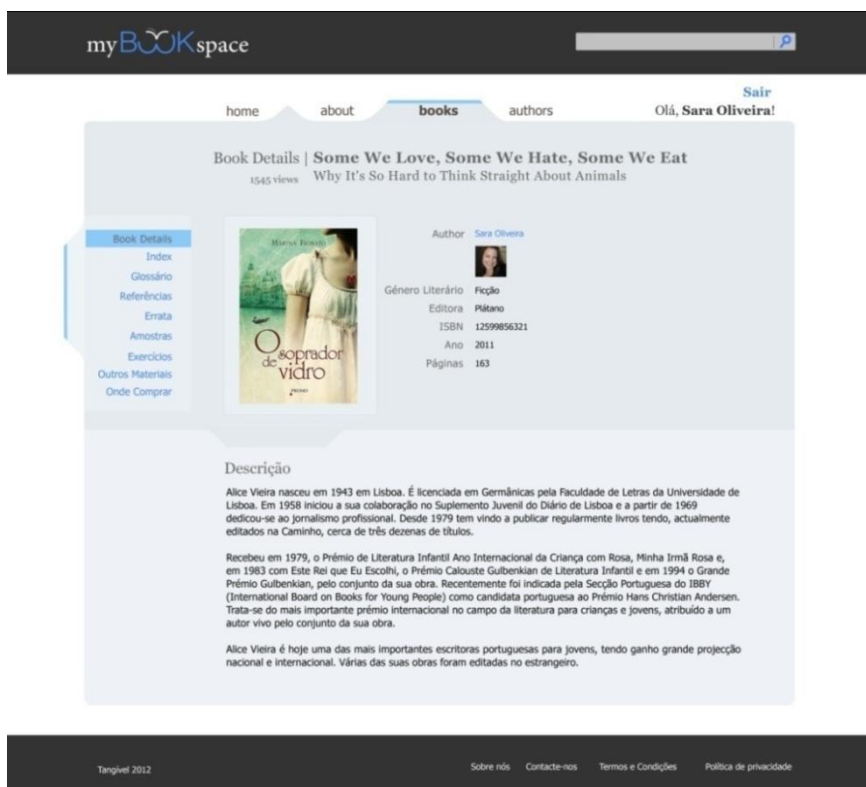 myBOOKspace
Sair
home about books authors Olá, Sara Oliveira!
Book Details | Some We Love, Some We Hate, Some We Eat
1545 views Why It's So Hard to Think Straight About Animals
Book Details
Index
Glossário
Referências
Errata
Amostras
Exercícios
Outros Materiais
Onde Comprar
O
soprador
de
vidro
Author Sara Oliveira
Género Literário Ficção
Editora Plátano
ISBN 12599856321
Ano 2011
Páginas 163
Descrição
Alice Vieira nasceu em 1943 em Lisboa. É licenciada em Germânicas pela Faculdade de Letras da Universidade de
Lisboa. Em 1958 iniciou a sua colaboração no Suplemento Juvenil do Diário de Lisboa e a partir de 1969
dedicou-se ao jornalismo profissional. Desde 1979 tem vindo a publicar regularmente livros tendo, actualmente
editados na Caminho, cerca de três dezenas de títulos.
Recebeu em 1979, o Prémio de Literatura Infantil Ano Internacional da Criança com Rosa, Minha Irmã Rosa e,
em 1983 com Este Rei que Eu Escolhi, o Prémio Calouste Gulbenkian de Literatura Infantil e em 1994 o Grande
Prémio Gulbenkian, pelo conjunto da sua obra. Recentemente foi indicada pela Secção Portuguesa do IBBY
(International Board on Books for Young People) como candidata portuguesa ao Prémio Hans Christian Andersen.
Trata-se do mais importante prémio internacional no campo da literatura para crianças e jovens, atribuído a um
autor vivo pelo conjunto da sua obra.
Alice Vieira é hoje uma das mais importantes escritoras portuguesas para jovens, tendo ganho grande projecção
nacional e internacional. Várias das suas obras foram editadas no estrangeiro.
Tangível 2012 Sobre nós Contacte-nos Termos e Condições Política de privacidade